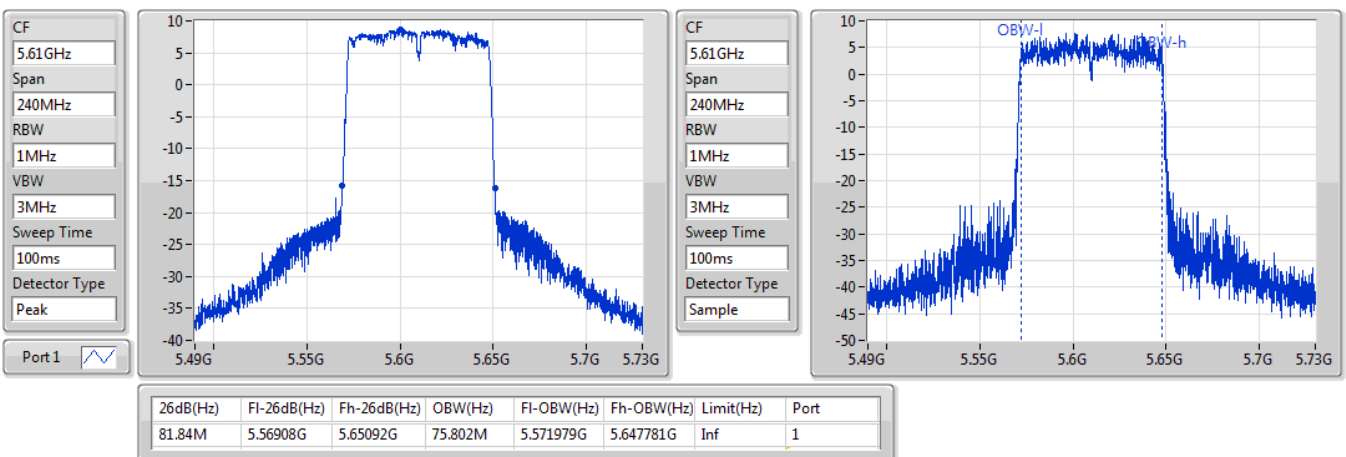 CF
5.61GHz
Span
240MHz
RBW
1MHz
VBW
3MHz
Sweep Time
100ms
Detector Type
Peak
Port 1
10
5
0
-5
-10
-15
-20
-25
-30
-35
-40
5.49G 5.55G 5.6G 5.65G 5.7G 5.73G
CF
5.61GHz
Span
240MHz
RBW
1MHz
VBW
3MHz
Sweep Time
100ms
Detector Type
Sample
OBW-l
10
5
0
-5
-10
-15
-20
-25
-30
-35
-40
-45
-50
5.49G 5.55G 5.6G 5.65G 5.7G 5.73G
26dB(Hz) Fl-26dB(Hz) Fh-26dB(Hz) OBW(Hz) Fl-OBW(Hz) Fh-OBW(Hz) Limit(Hz) Port
81.84M 5.56908G 5.65092G 75.802M 5.571979G 5.647781G Inf 1